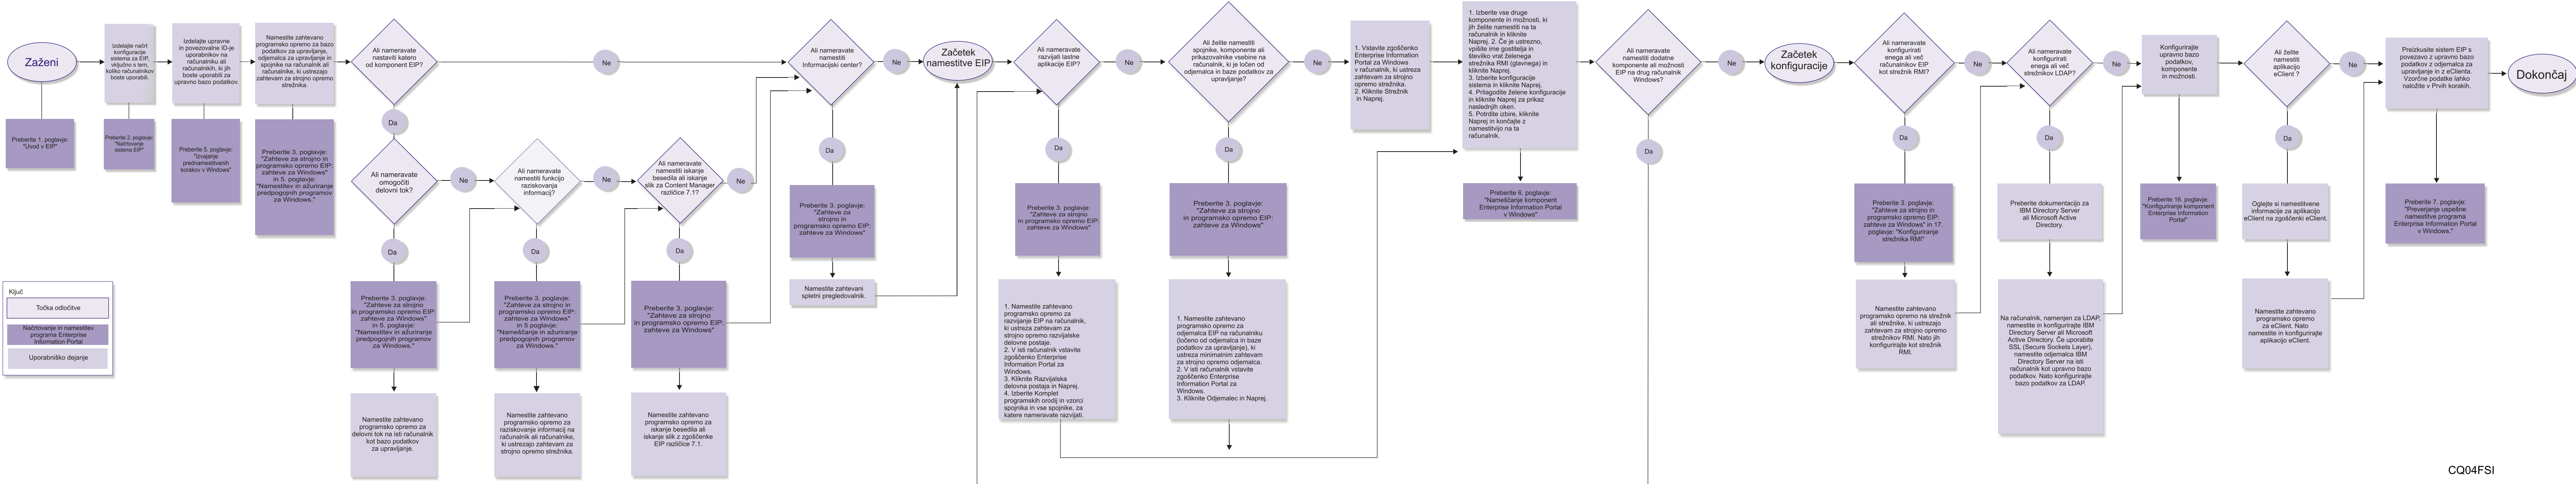 Zaženi
Preberite 1. poglavje:
"Uvod v EIP"
Izdelajte načrt
konfiguracije
sistema za EIP,
vključno s tem,
koliko računalnikov
boste uporabili.
Preberite 2. poglavje:
"Načrtovanje
sistema EIP"
Izdelajte upravne
in povezovalne ID-je
uporabnikov na
računalniku ali
računalnikih, ki jih
boste uporabili za
upravno bazo podatkov.
Preberite 5. poglavje:
"Izvajanje
prednamestitvenih
korakov v Windows"
Namestite zahtevano
programsko opremo za bazo
podatkov za upravljanje,
odjemalca za upravljanje in
spojnike na računalnik ali
računalnike, ki ustrezajo
zahtevam za strojno opremo
strežnika.
Preberite 3. poglavje:
"Zahteve za strojno in
programsko opremo EIP:
zahteve za Windows"
in 5. poglavje:
"Namestitev in ažuriranje
predpogojnih programov
za Windows."
Ali nameravate
nastaviti katero
od komponent EIP?
Ne
Da
Ali nameravate
omogočiti
delovni tok?
Ne
Da
Preberite 3. poglavje:
"Zahteve za strojno
in programsko opremo EIP:
zahteve za Windows"
in 5. poglavje:
"Namestitev in ažuriranje
predpogojnih programov
za Windows."
Namestite zahtevano
programsko opremo za
delovni tok na isti računalnik
kot bazo podatkov
za upravljanje.
Ali nameravate
namestiti funkcijo
raziskovanja
informacij?
Ne
Da
Preberite 3. poglavje:
"Zahteve za strojno in
programsko opremo EIP:
zahteve za Windows"
in 5 poglavje:
"Nameščanje in ažuriranje
predpogojnih programov
za Windows."
Namestite zahtevano
programsko opremo za
raziskovanje informacij na
računalnik ali računalnike,
ki ustrezajo zahtevam za
strojno opremo strežnika.
Ali nameravate
namestiti iskanje
besedila ali iskanje
slik za Content Manager
različice 7.1?
Ne
Da
Preberite 3. poglavje:
"Zahteve za strojno
in programsko opremo EIP:
zahteve za Windows"
Namestite zahtevano
programsko opremo za
iskanje besedila ali
iskanje slik z zgoščenke
EIP različice 7.1.
Ali nameravate
namestiti
Informacijski center?
Ne
Da
Preberite 3. poglavje:
"Zahteve za
strojno in
programsko opremo EIP:
zahteve za Windows"
Namestite zahtevani
spletni pregledovalnik.
Začetek
namestitve EIP
Ali nameravate
razvijati lastne
aplikacije EIP?
Ne
Da
Preberite 3. poglavje:
"Zahteve za strojno
in programsko opremo EIP:
zahteve za Windows"
1. Namestite zahtevano
programsko opremo za
razvijanje EIP na računalnik,
ki ustreza zahtevam za
strojno opremo razvijalske
delovne postaje.
2. V isti računalnik vstavite
zgoščenko Enterprise
Information Portal za
Windows.
3. Kliknite Razvijalska
delovna postaja in Naprej.
4. Izberite Komplet
programskih orodij in vzorci
spojnika in vse spojnike, za
katere nameravate razvijati.
Ali želite namestiti
spojnike, komponente ali
prikazovalnike vsebine na
računalnik, ki je ločen od
odjemalca in baze podatkov za
upravljanje?
Ne
Da
Preberite 3. poglavje:
"Zahteve za strojno
in programsko opremo EIP:
zahteve za Windows"
1. Namestite zahtevano
programsko opremo za
odjemalca EIP na računalniku
(ločeno od odjemalca in baze
podatkov za upravljanje), ki
ustreza minimalnim zahtevam
za strojno opremo odjemalca.
2. V isti računalnik vstavite
zgoščenko Enterprise
Information Portal za
Windows.
3. Kliknite Odjemalec in Naprej.
1. Vstavite zgoščenko
Enterprise Information
Portal za Windows
v računalnik, ki ustreza
zahtevam za strojno
opremo strežnika.
2. Kliknite Strežnik
in Naprej.
1. Izberite vse druge
komponente in možnosti, ki
jih želite namestiti na ta
računalnik in kliknite
Naprej. 2. Če je ustrezno,
vpišite ime gostitelja in
številko vrat želenega
strežnika RMI (glavnega) in
kliknite Naprej.
3. Izberite konfiguracije
sistema in kliknite Naprej.
4. Prilagodite želene konfiguracije
in kliknite Naprej za prikaz
naslednjih oken.
5. Potrdite izbire, kliknite
Naprej in končajte z
namestitvijo na ta
računalnik.
Preberite 6. poglavje:
"Nameščanje komponent
Enterprise Information Portal
v Windows"
Ali nameravate
namestiti dodatne
komponente ali možnosti
EIP na drug računalnik
Windows?
Ne
Da
Začetek
konfiguracije
Ali nameravate
konfigurirati
enega ali več
računalnikov EIP
kot strežnik RMI?
Ne
Da
Preberite 3. poglavje:
"Zahteve za strojno in
programsko opremo EIP:
zahteve za Windows" in 17.
poglavje: "Konfiguriranje
strežnika RMI"
Namestite zahtevano
programsko opremo na strežnik
ali strežnike, ki ustrezajo
zahtevam za strojno opremo
strežnikov RMI. Nato jih
konfigurirajte kot strežnik
RMI.
Ali nameravate
konfigurirati
enega ali več
strežnikov LDAP?
Ne
Da
Preberite dokumentacijo za
IBM Directory Server
ali Microsoft Active
Directory.
Na računalnik, namenjen za LDAP,
namestite in konfigurirajte IBM
Directory Server ali Microsoft
Active Directory. Če uporabite
SSL (Secure Sockets Layer),
namestite odjemalca IBM
Directory Server na isti
računalnik kot upravno bazo
podatkov. Nato konfigurirajte
bazo podatkov za LDAP.
Konfigurirajte
upravno bazo
podatkov,
komponente
in možnosti.
Preberite 16. poglavje:
"Konfiguriranje komponent
Enterprise Information
Portal"
Ali želite
namestiti
aplikacijo
eClient ?
Ne
Da
Oglejte si namestitvene
informacije za aplikacijo
eClient na zgoščenki eClient.
Namestite zahtevano
programsko opremo
za eClient. Nato
namestite in konfigurirajte
aplikacijo eClient.
Preizkusite sistem EIP s
povezavo z upravno bazo
podatkov z odjemalca za
upravljanje in z eClienta.
Vzorčne podatke lahko
naložite v Prvih korakih.
Preberite 7. poglavje:
"Preverjanje uspešne
namestitve programa
Enterprise Information Portal
v Windows."
Dokončaj
Ključ
Točka odločitve
Načrtovanje in namestitev
programa Enterprise
Information Portal
Uporabniško dejanje
CQ04FSI